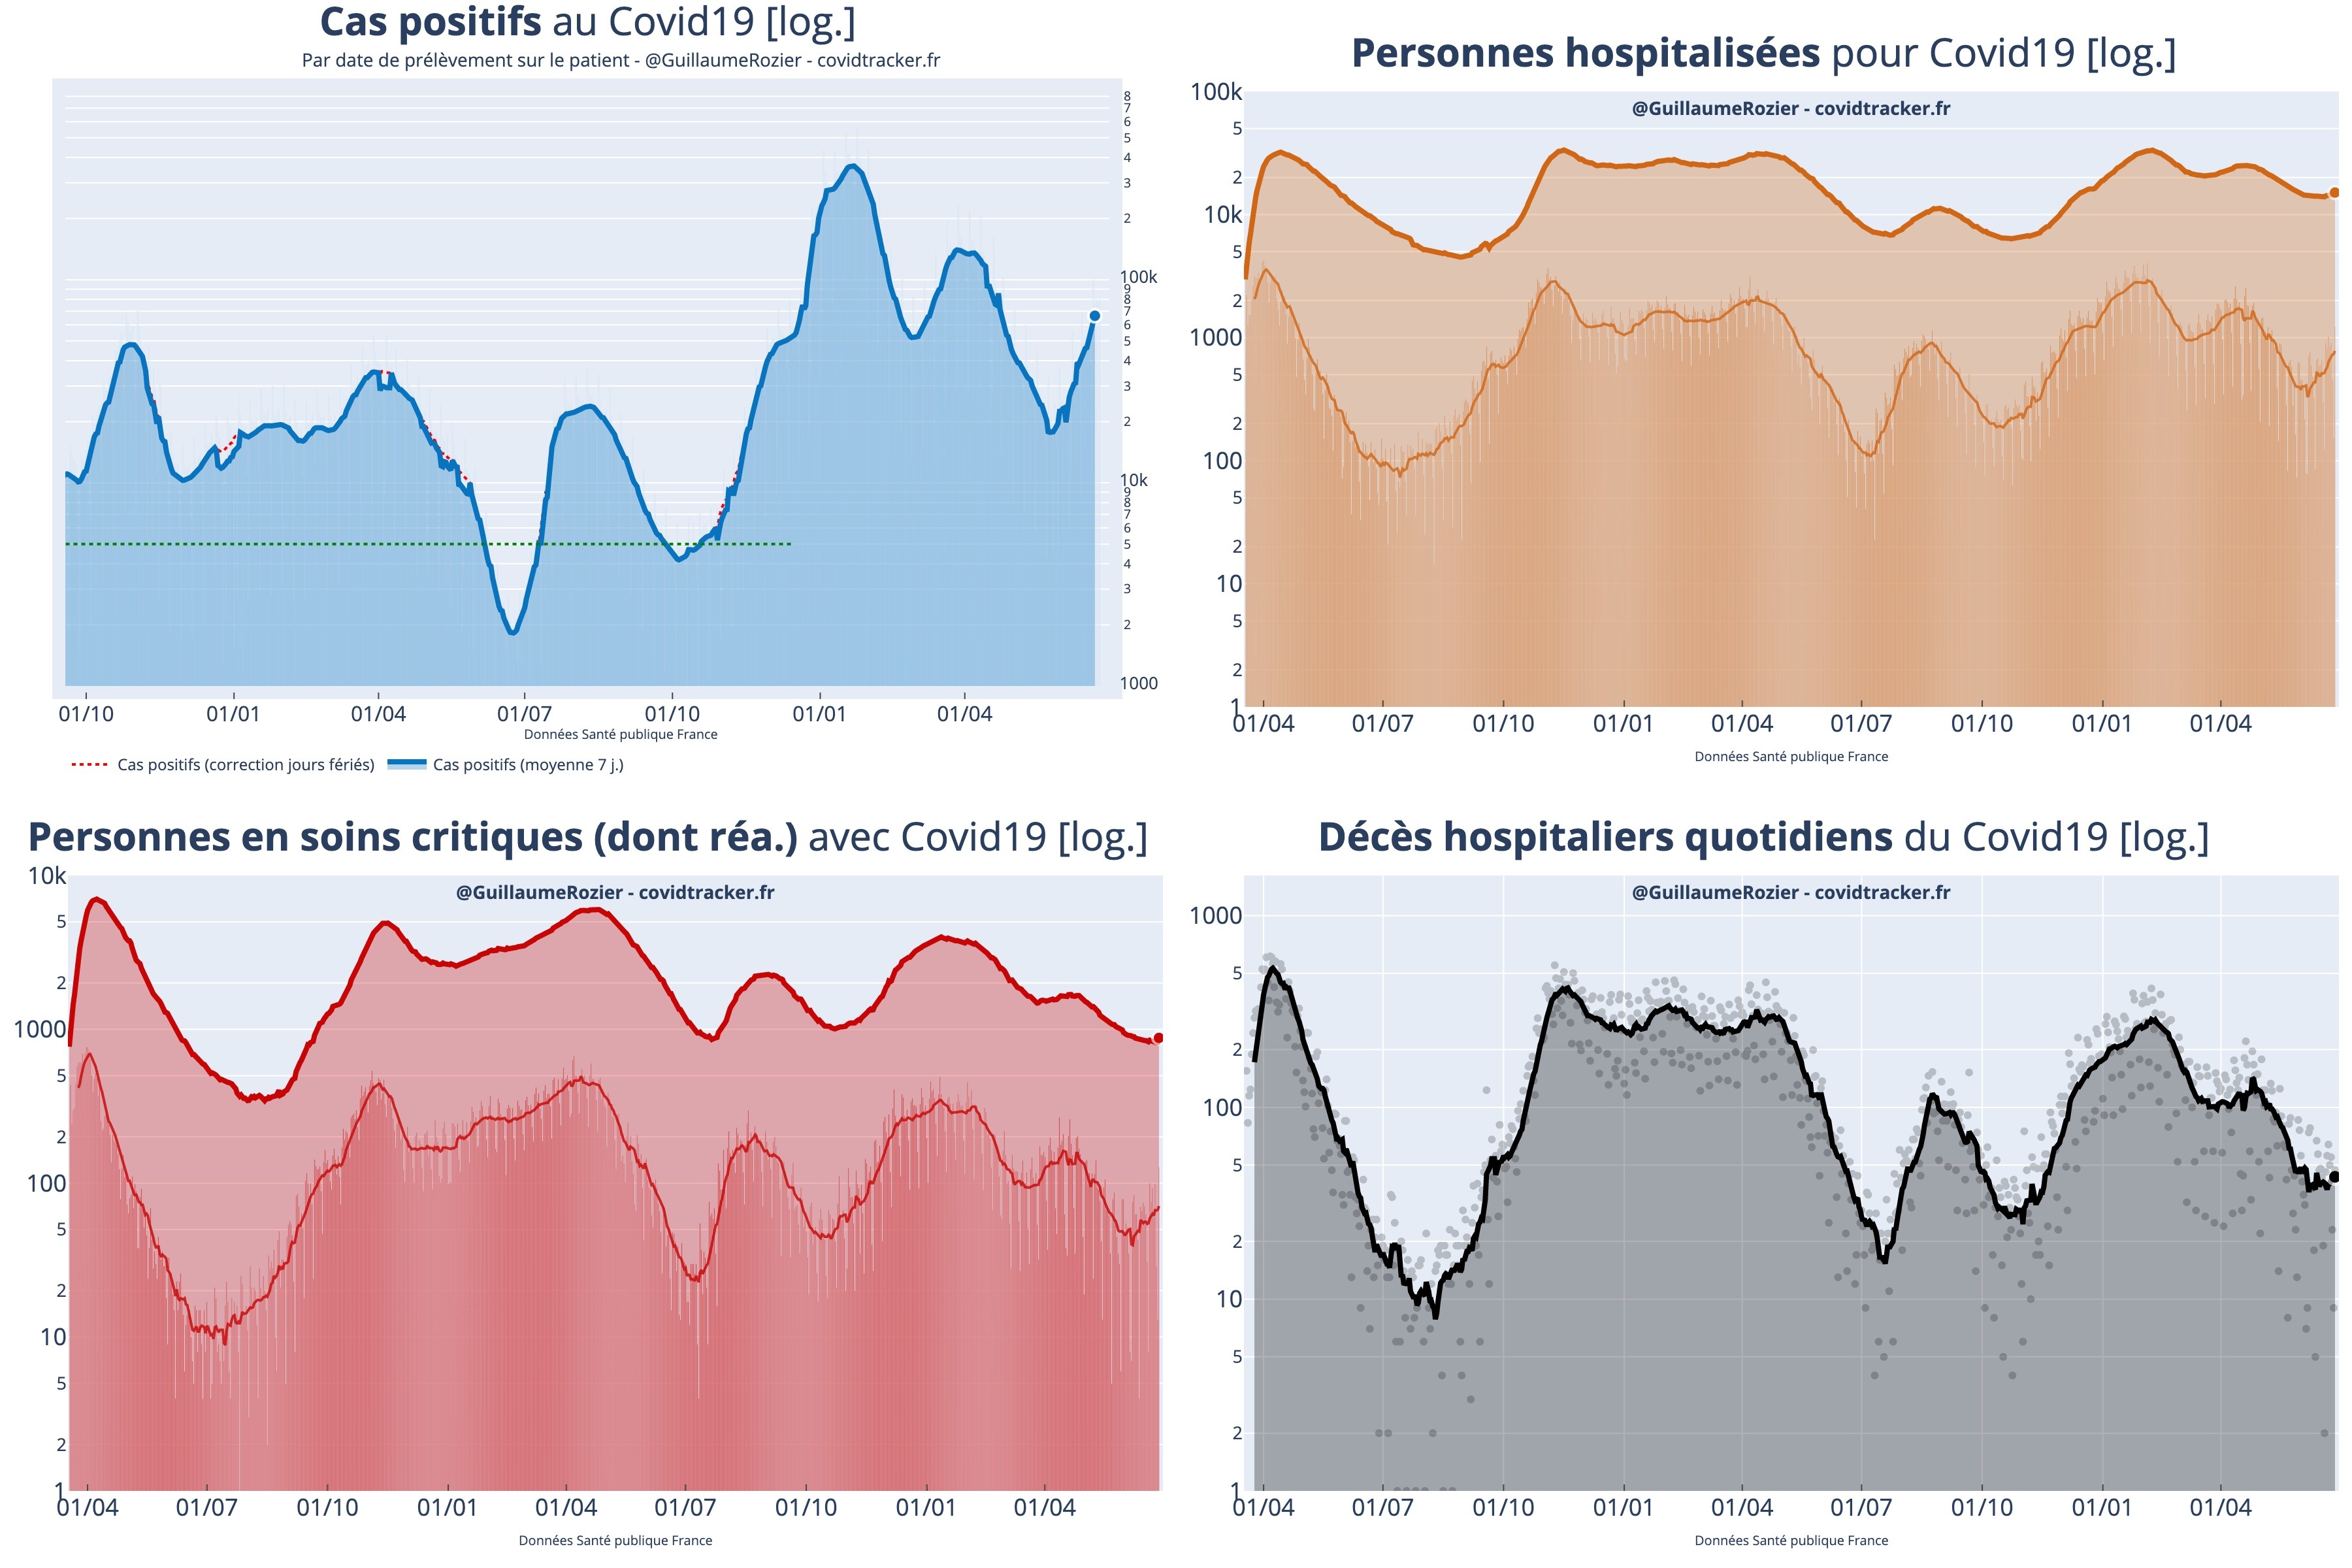 Cas positifs au Covid19 [log.]
Par date de prélèvement sur le patient - @GuillaumeRozier - covidtracker.fr
8
7
6
5
4
3
2
100k
9
8
7
6
5
4
3
2
10k
9
8
7
6
5
4
3
2
1000
01/10 01/01 01/04 01/07 01/10 01/01 01/04
Données Santé publique France
Cas positifs (correction jours fériés) Cas positifs (moyenne 7 j.)
Personnes hospitalisées pour Covid19 [log.]
@GuillaumeRozier - covidtracker.fr
100k
5
2
10k
5
2
1000
5
2
100
5
2
10
5
2
1
01/04 01/07 01/10 01/01 01/04 01/07 01/10 01/01 01/04
Données Santé publique France
Personnes en soins critiques (dont réa.) avec Covid19 [log.]
@GuillaumeRozier - covidtracker.fr
10k
5
2
1000
5
2
100
5
2
10
5
2
1
01/04 01/07 01/10 01/01 01/04 01/07 01/10 01/01 01/04
Données Santé publique France
Décès hospitaliers quotidiens du Covid19 [log.]
@GuillaumeRozier - covidtracker.fr
1000
5
2
100
5
2
10
5
2
1
01/04 01/07 01/10 01/01 01/04 01/07 01/10 01/01 01/04
Données Santé publique France